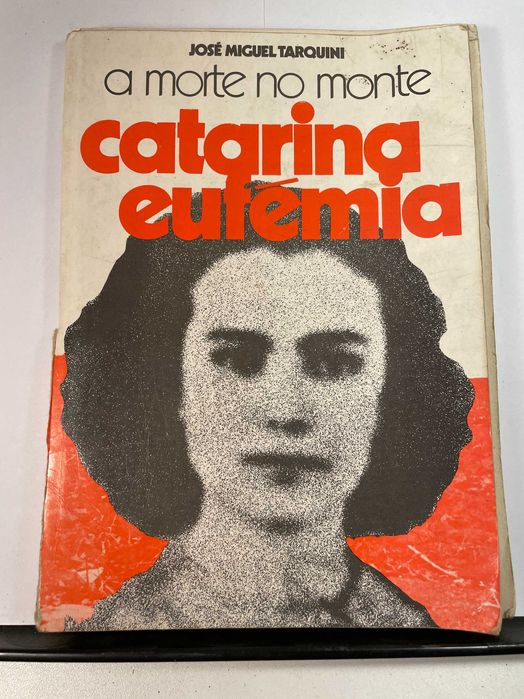 JOSÉ MIGUEL TARQUINI
a morte no monte
catarina
eufémia